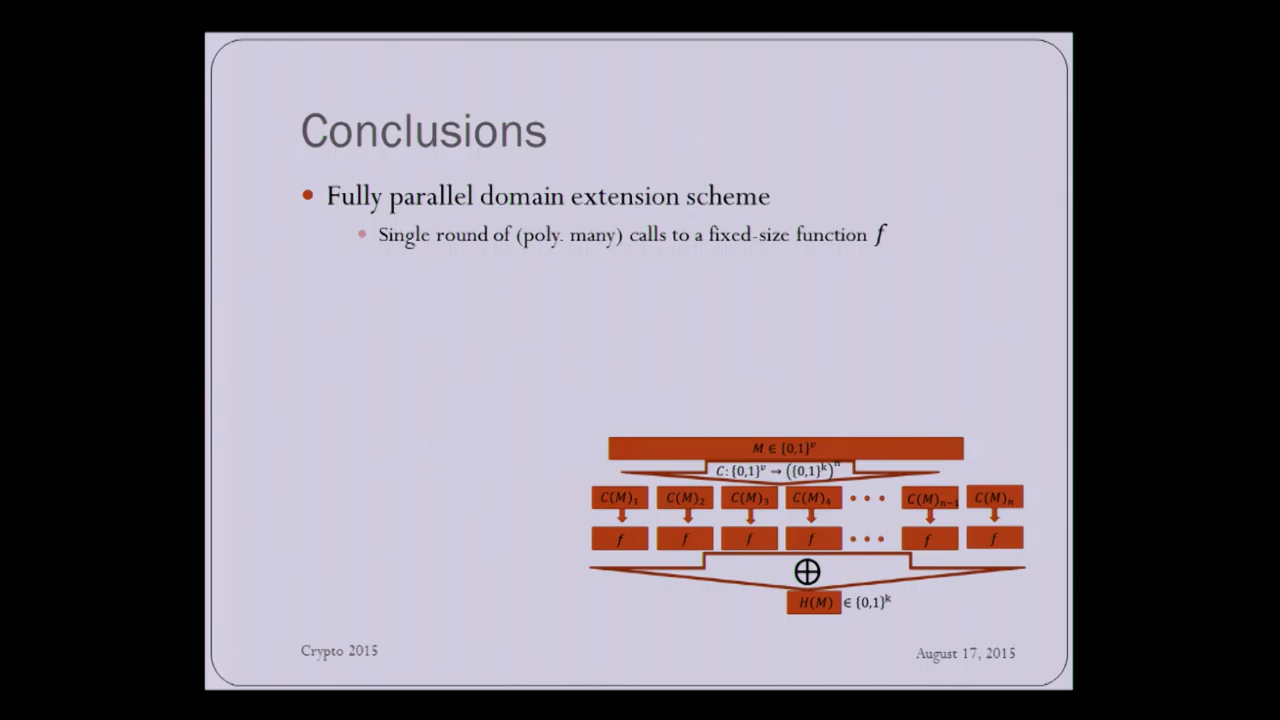 Conclusions
• Fully parallel domain extension scheme
• Single round of (poly. many) calls to a fixed-size function f
M ∈ {0,1}ᵛ
C: {0,1}ᵛ → ({0,1}ᵏ)ⁿ
C(M)₁ C(M)₂ C(M)₃ C(M)₄ • • • C(M)ₙ₋₁ C(M)ₙ
f f f f • • • f f
⊕
H(M) ∈ {0,1}ᵏ
Crypto 2015
August 17, 2015